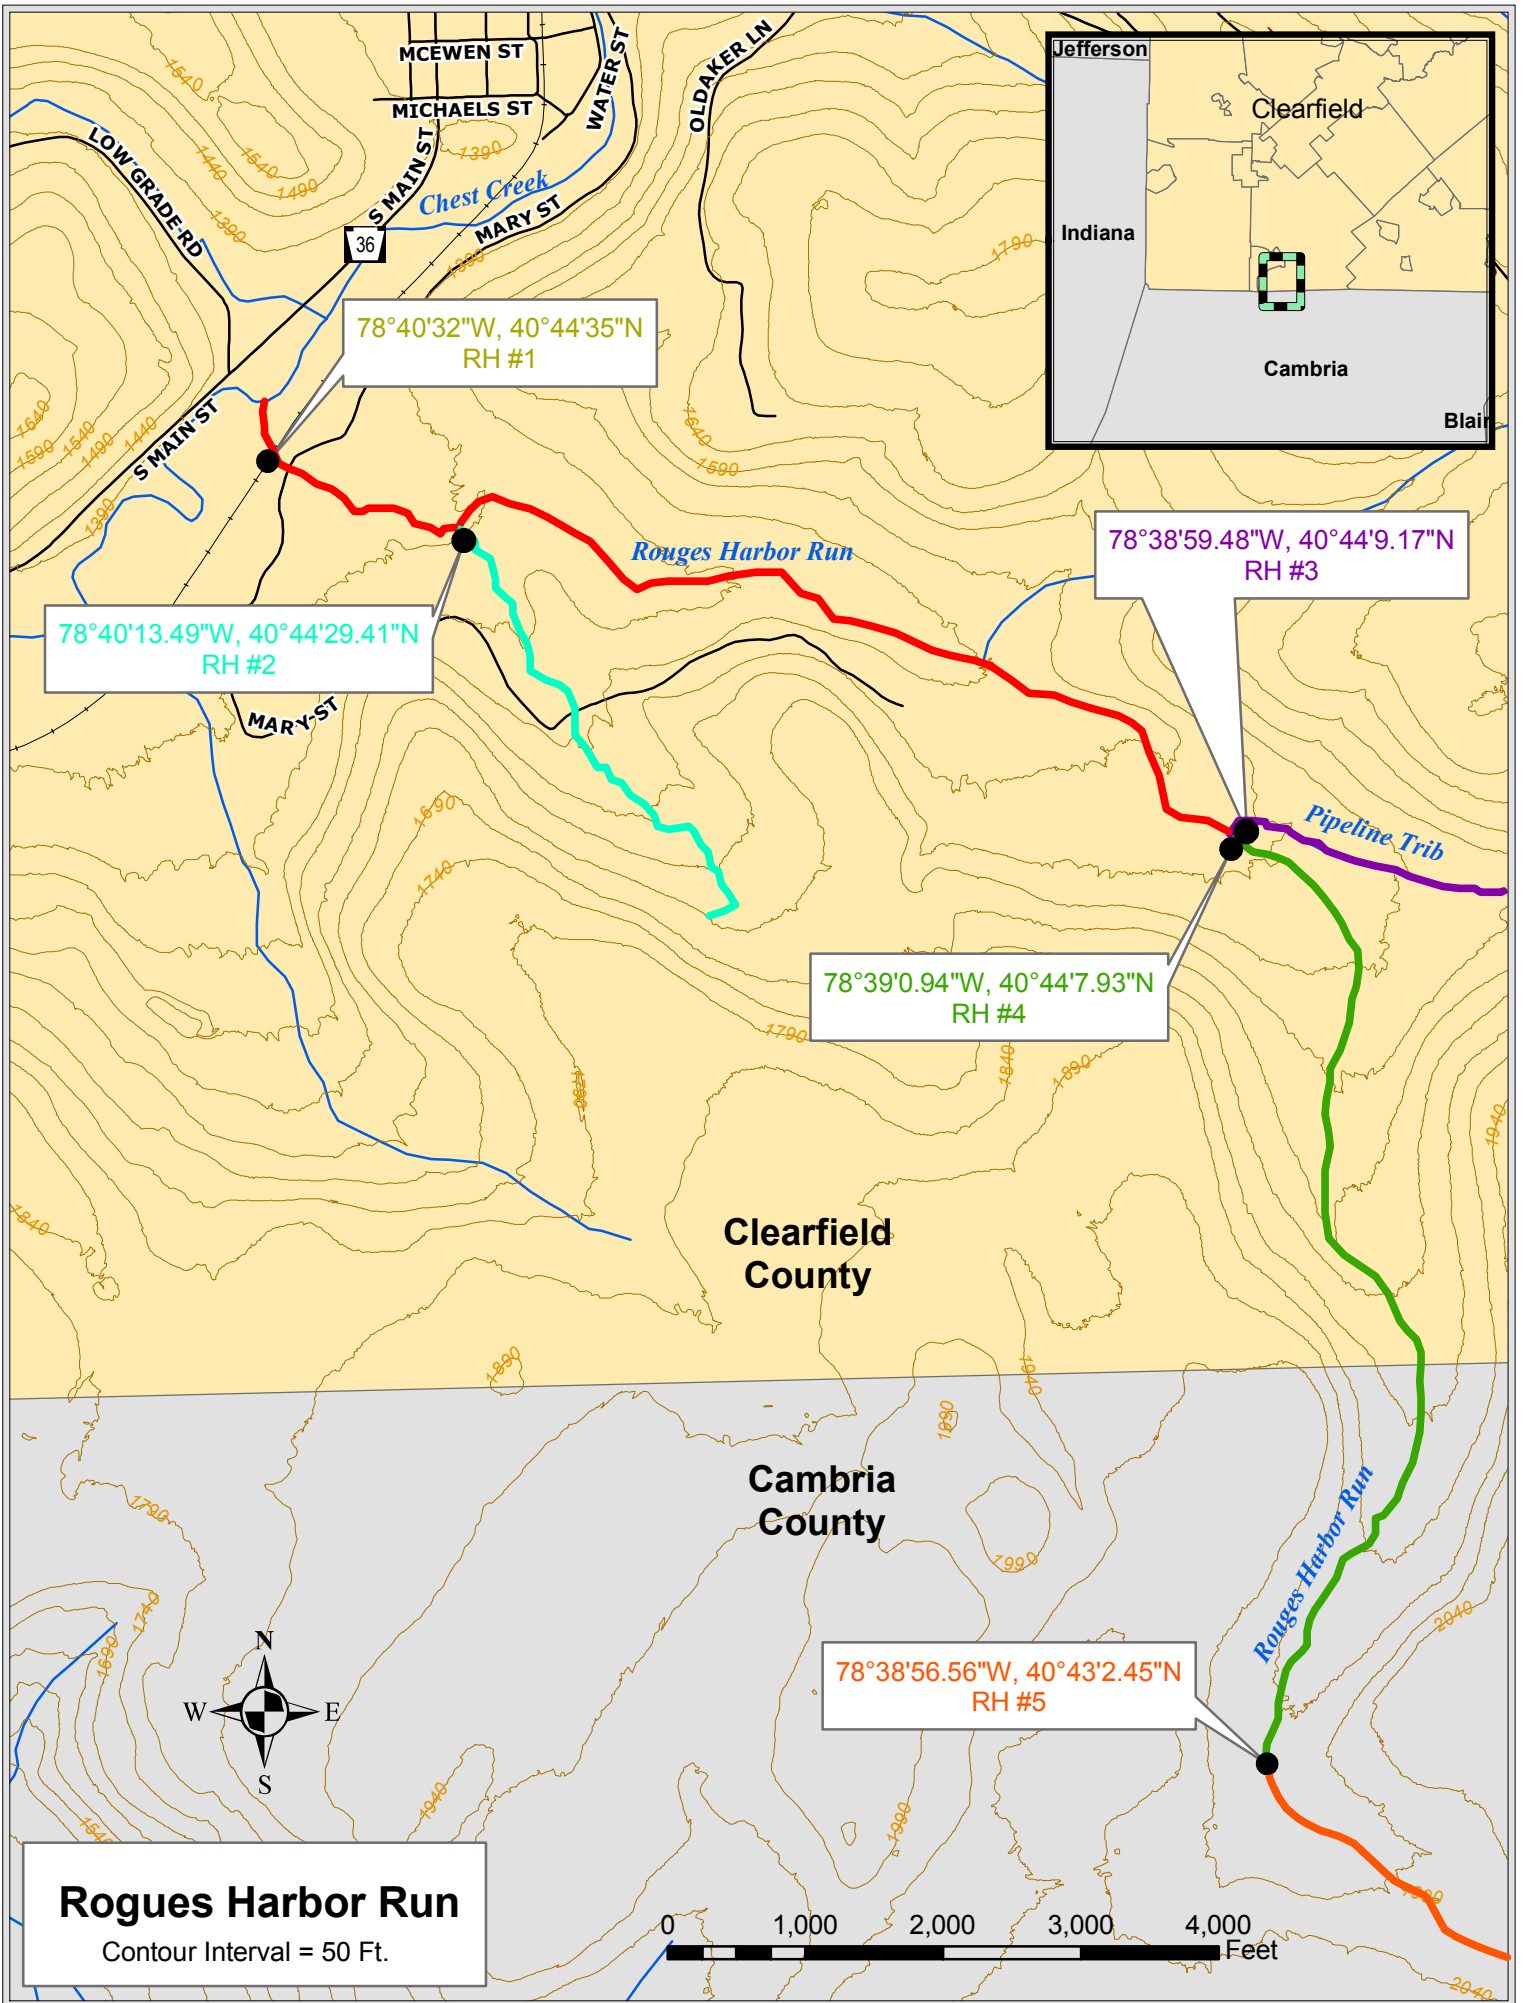 MCEWEN ST
MICHAELS ST
WATER ST
OLDAKER LN
LOW GRADE RD
S MAIN ST
Chest Creek
MARY ST
36
1540
1540
1440
1490
1390
1390
1390
1790
Jefferson
Clearfield
Indiana
Cambria
Blair
78°40'32"W, 40°44'35"N
RH #1
1640
1590
1540
1490
1440
1390
S MAIN ST
1640
1590
Rouges Harbor Run
78°38'59.48"W, 40°44'9.17"N
RH #3
78°40'13.49"W, 40°44'29.41"N
RH #2
MARY ST
1690
1740
Pipeline Trib
78°39'0.94"W, 40°44'7.93"N
RH #4
1790
1840
1890
1940
1840
Clearfield
County
1890
1940
1990
Cambria
County
1790
1990
Rouges Harbor Run
1740
1690
2040
N
W
E
S
78°38'56.56"W, 40°43'2.45"N
RH #5
1940
1990
1540
1990
2040
Rogues Harbor Run
Contour Interval = 50 Ft.
0
1,000
2,000
3,000
4,000
Feet